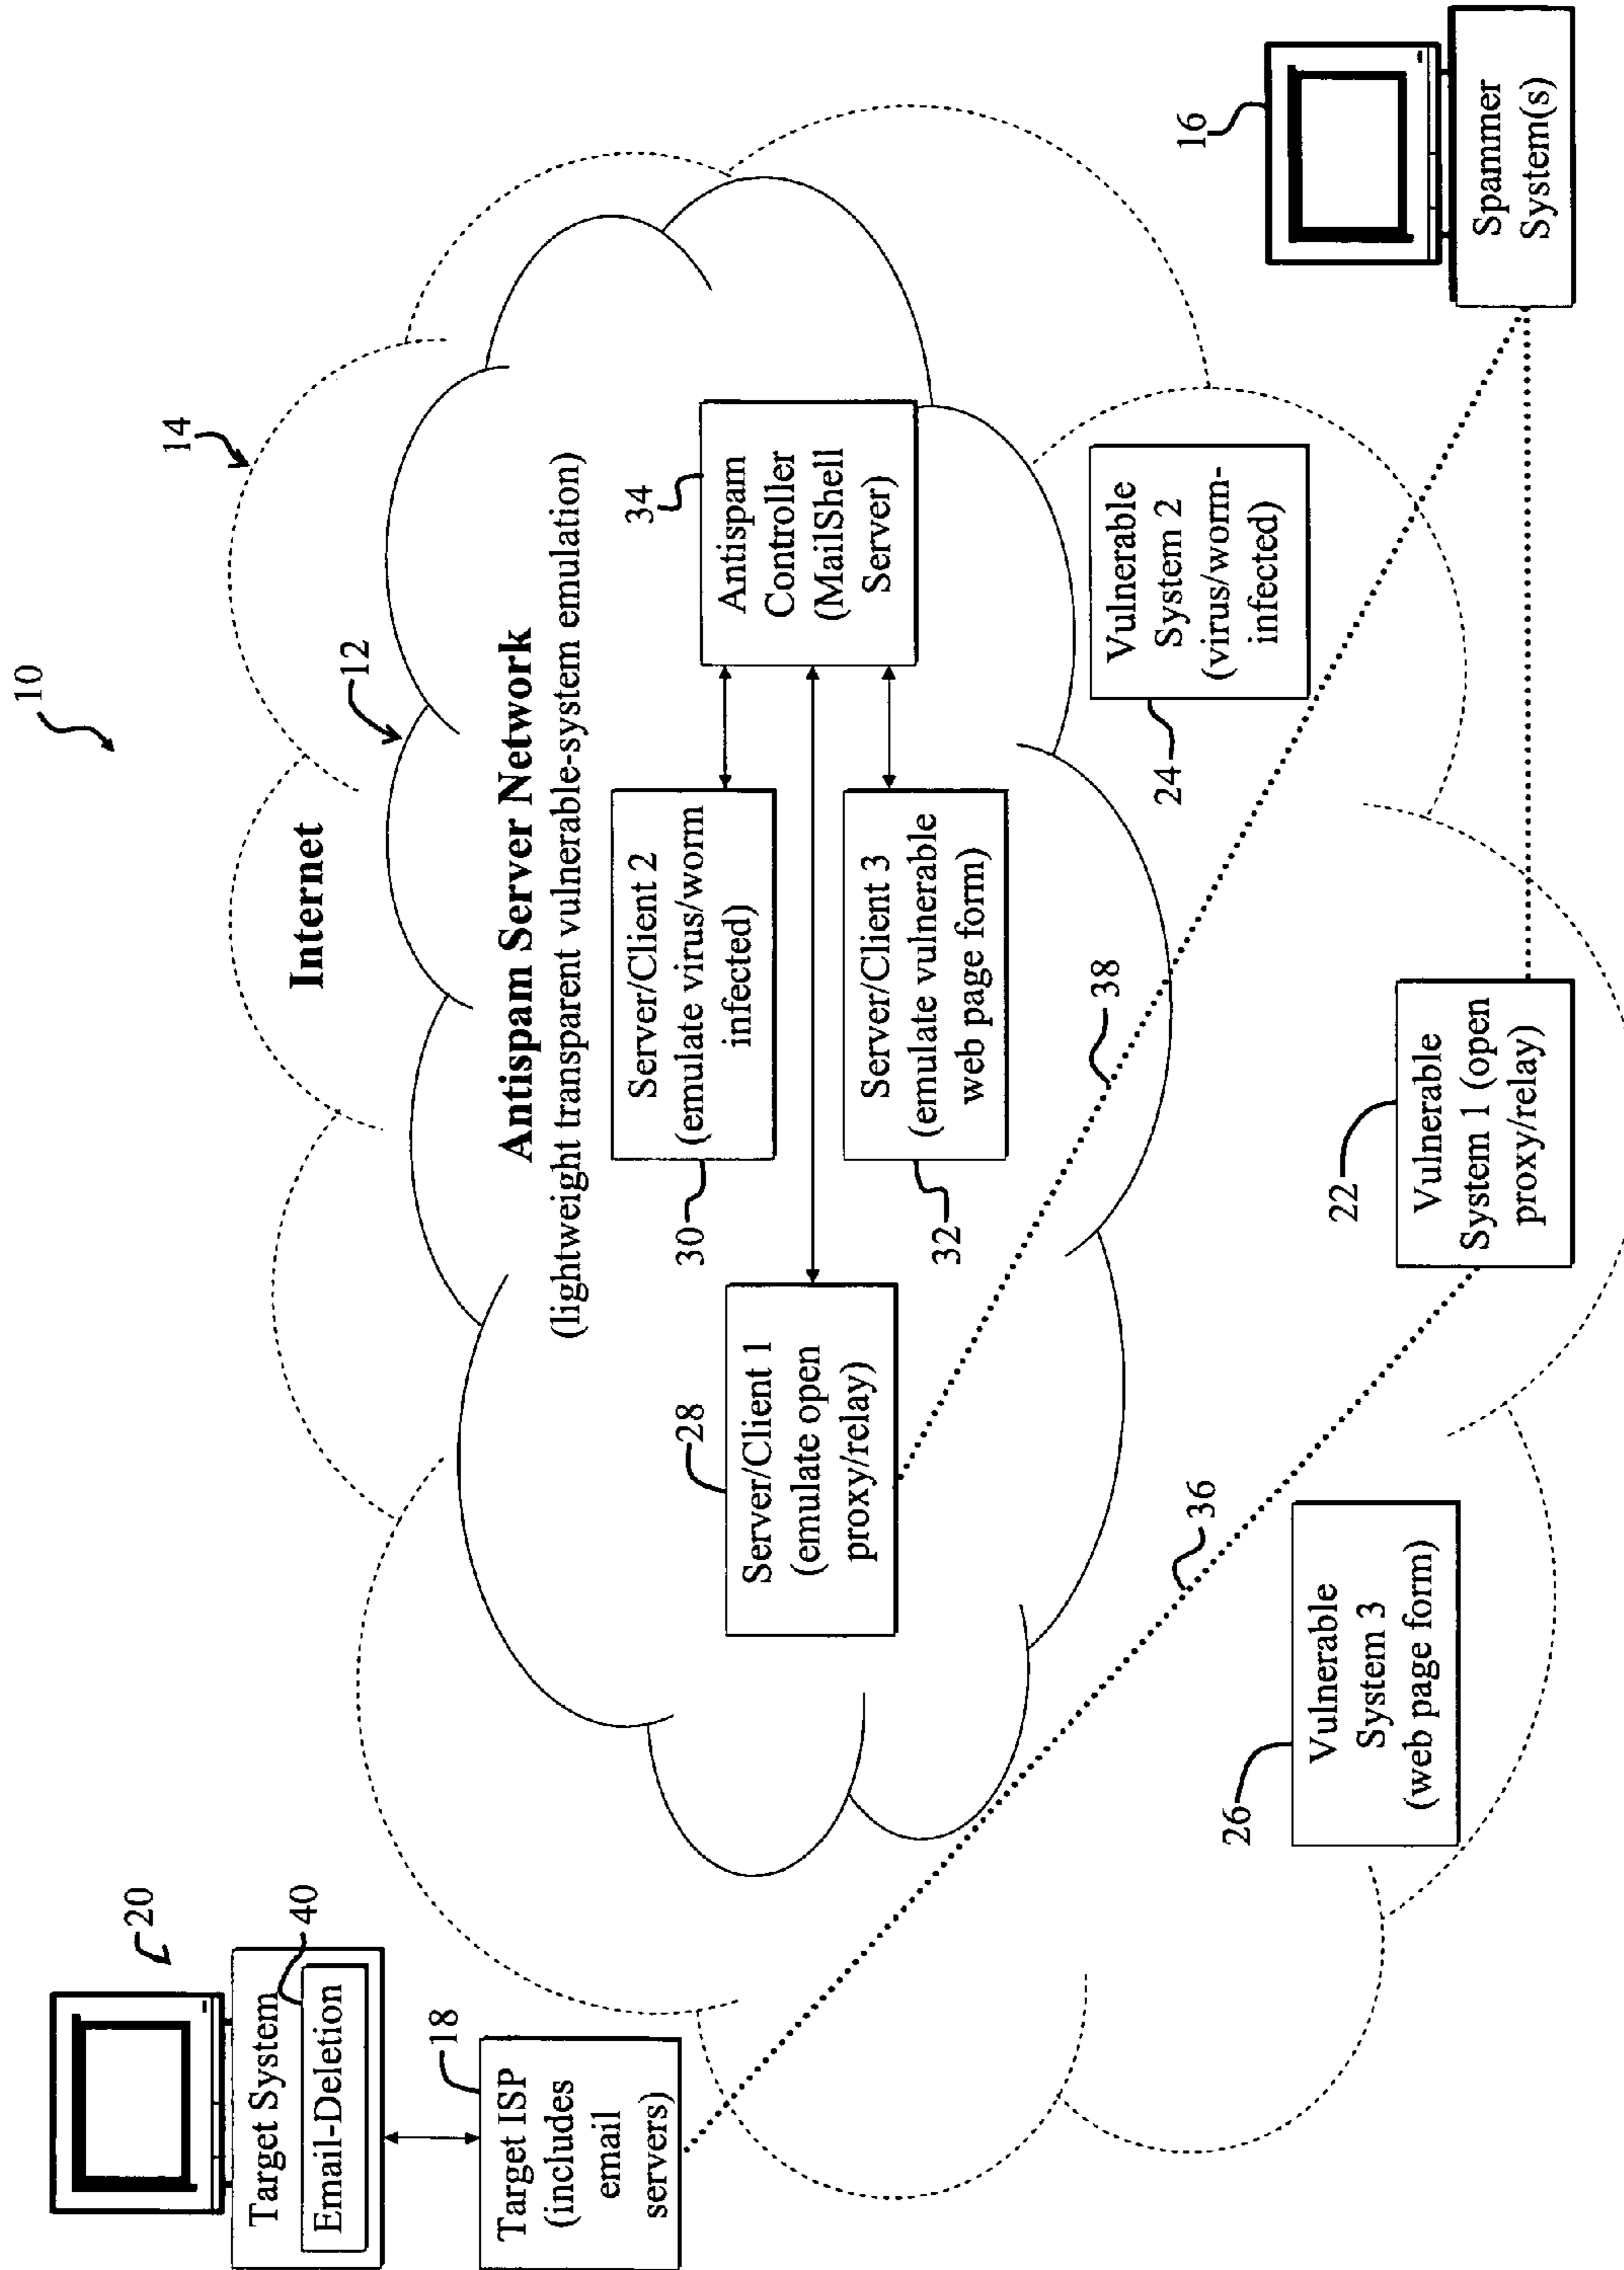 10
14
Internet
12
Antispam Server Network
(lightweight transparent vulnerable-system emulation)
20
Target System
40
Email-Deletion
18
Target ISP
(includes
email
servers)
28
Server/Client 1
(emulate open
proxy/relay)
30
Server/Client 2
(emulate virus/worm
infected)
32
Server/Client 3
(emulate vulnerable
web page form)
34
Antispam
Controller
(MailShell
Server)
36
38
26
Vulnerable
System 3
(web page form)
22
Vulnerable
System 1 (open
proxy/relay)
24
Vulnerable
System 2
(virus/worm-
infected)
16
Spammer
System(s)